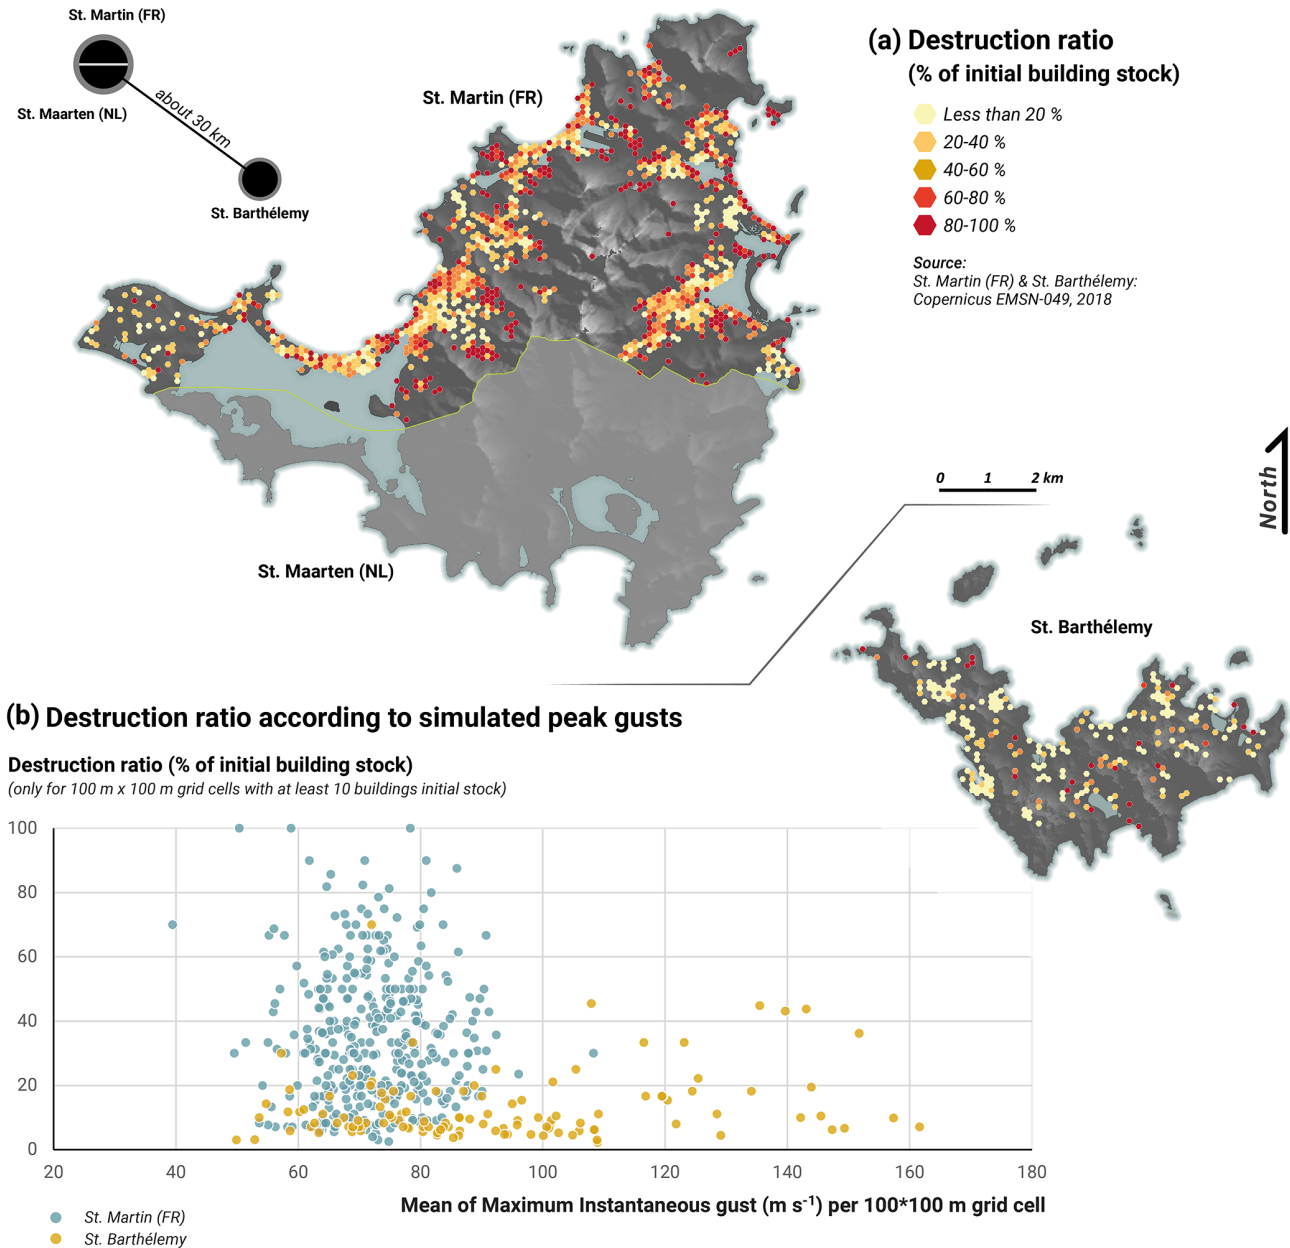 St. Martin (FR)
St. Maarten (NL)
about 30 km
St. Barthélemy
St. Martin (FR)
St. Maarten (NL)
(a) Destruction ratio
(% of initial building stock)
Less than 20 %
20-40 %
40-60 %
60-80 %
80-100 %
Source:
St. Martin (FR) & St. Barthélemy:
Copernicus EMSN-049, 2018
0 1 2 km
North
St. Barthélemy
(b) Destruction ratio according to simulated peak gusts
Destruction ratio (% of initial building stock)
(only for 100 m x 100 m grid cells with at least 10 buildings initial stock)
100
80
60
40
20
0
20 40 60 80 100 120 140 160 180
Mean of Maximum Instantaneous gust (m s⁻¹) per 100*100 m grid cell
St. Martin (FR)
St. Barthélemy